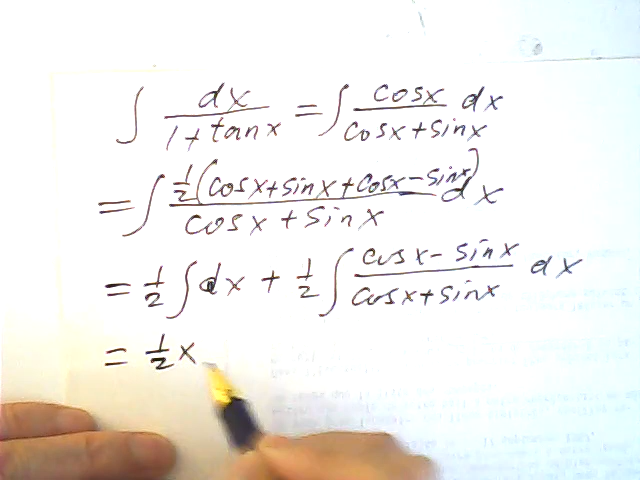 ∫ dx/(1+tanx) = ∫ cosx/(cosx+sinx) dx
= ∫ ½(cosx+sinx+cosx-sinx)/(cosx+sinx) dx
= ½ ∫ dx + ½ ∫ (cosx-sinx)/(cosx+sinx) dx
= ½x